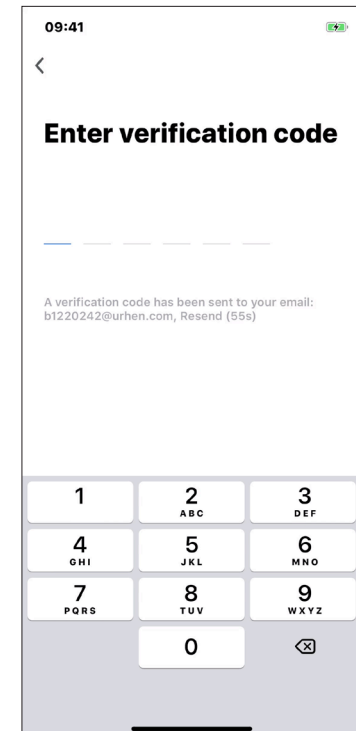 09:41
Enter verification code
A verification code has been sent to your email:
b1220242@urhen.com, Resend (55s)
1
2
ABC
3
DEF
4
GHI
5
JKL
6
MNO
7
PQRS
8
TUV
9
WXYZ
0